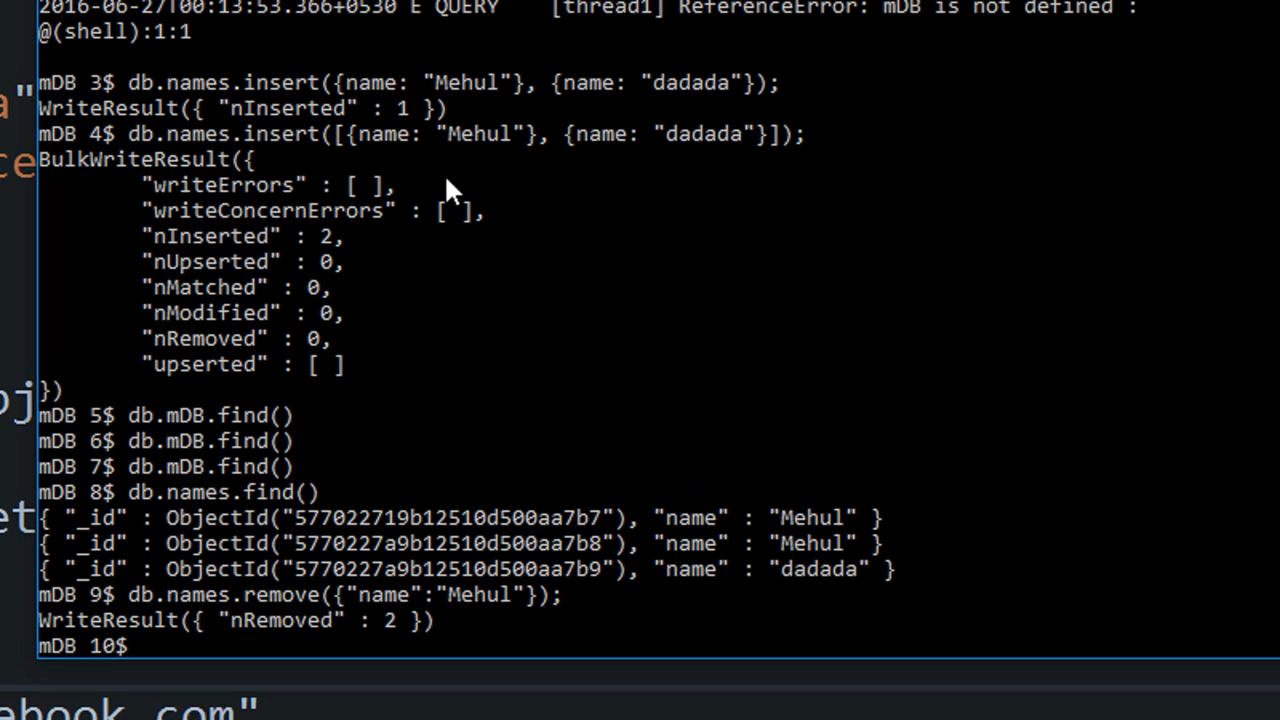 2016-06-27T00:13:53.366+0530 E QUERY    [thread1] ReferenceError: mDB is not defined :
@(shell):1:1
mDB 3$ db.names.insert({name: "Mehul"}, {name: "dadada"});
a"
WriteResult({ "nInserted" : 1 })
mDB 4$ db.names.insert([{name: "Mehul"}, {name: "dadada"}]);
ce
BulkWriteResult({
"writeErrors" : [ ],
"writeConcernErrors" : [ ],
"nInserted" : 2,
"nUpserted" : 0,
"nMatched" : 0,
"nModified" : 0,
"nRemoved" : 0,
"upserted" : [ ]
})
oj
mDB 5$ db.mDB.find()
mDB 6$ db.mDB.find()
mDB 7$ db.mDB.find()
mDB 8$ db.names.find()
et
{ "_id" : ObjectId("577022719b12510d500aa7b7"), "name" : "Mehul" }
{ "_id" : ObjectId("5770227a9b12510d500aa7b8"), "name" : "Mehul" }
{ "_id" : ObjectId("5770227a9b12510d500aa7b9"), "name" : "dadada" }
mDB 9$ db.names.remove({"name":"Mehul"});
WriteResult({ "nRemoved" : 2 })
mDB 10$
ebook.com"